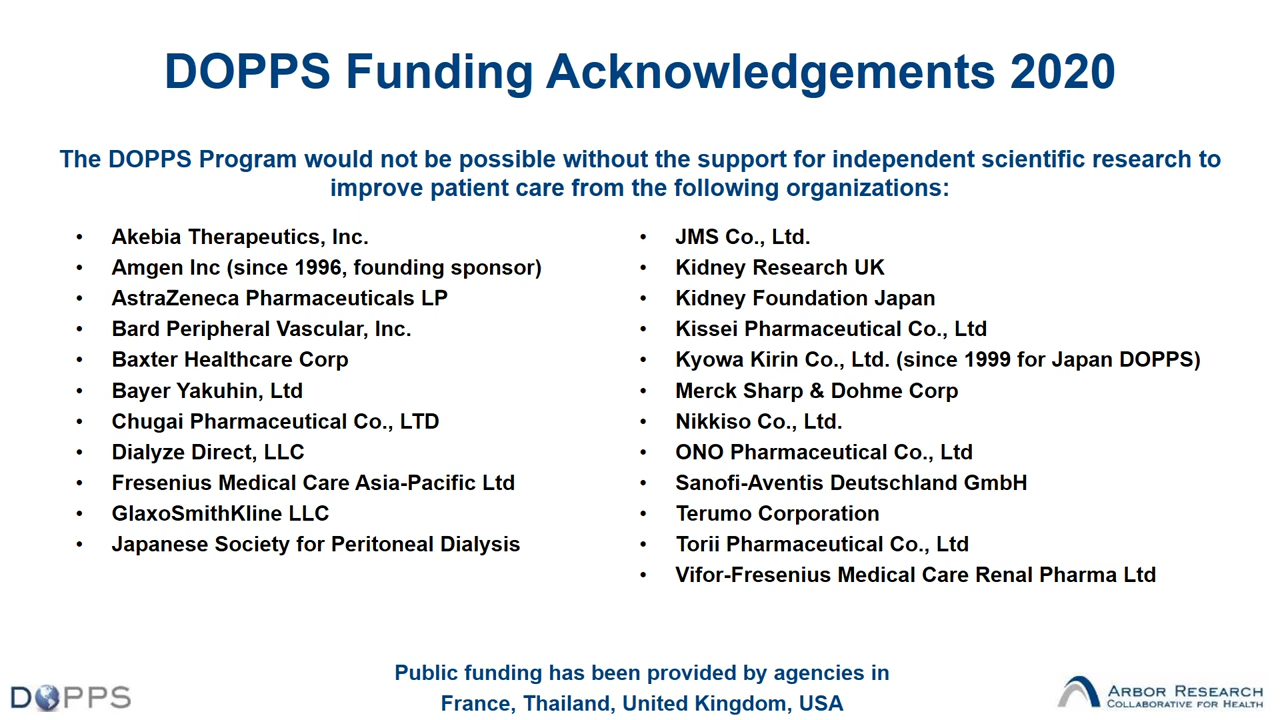 DOPPS Funding Acknowledgements 2020
The DOPPS Program would not be possible without the support for independent scientific research to
improve patient care from the following organizations:
• Akebia Therapeutics, Inc.
• Amgen Inc (since 1996, founding sponsor)
• AstraZeneca Pharmaceuticals LP
• Bard Peripheral Vascular, Inc.
• Baxter Healthcare Corp
• Bayer Yakuhin, Ltd
• Chugai Pharmaceutical Co., LTD
• Dialyze Direct, LLC
• Fresenius Medical Care Asia-Pacific Ltd
• GlaxoSmithKline LLC
• Japanese Society for Peritoneal Dialysis
• JMS Co., Ltd.
• Kidney Research UK
• Kidney Foundation Japan
• Kissei Pharmaceutical Co., Ltd
• Kyowa Kirin Co., Ltd. (since 1999 for Japan DOPPS)
• Merck Sharp & Dohme Corp
• Nikkiso Co., Ltd.
• ONO Pharmaceutical Co., Ltd
• Sanofi-Aventis Deutschland GmbH
• Terumo Corporation
• Torii Pharmaceutical Co., Ltd
• Vifor-Fresenius Medical Care Renal Pharma Ltd
Public funding has been provided by agencies in
France, Thailand, United Kingdom, USA
DOPPS
ARBOR RESEARCH
COLLABORATIVE FOR HEALTH